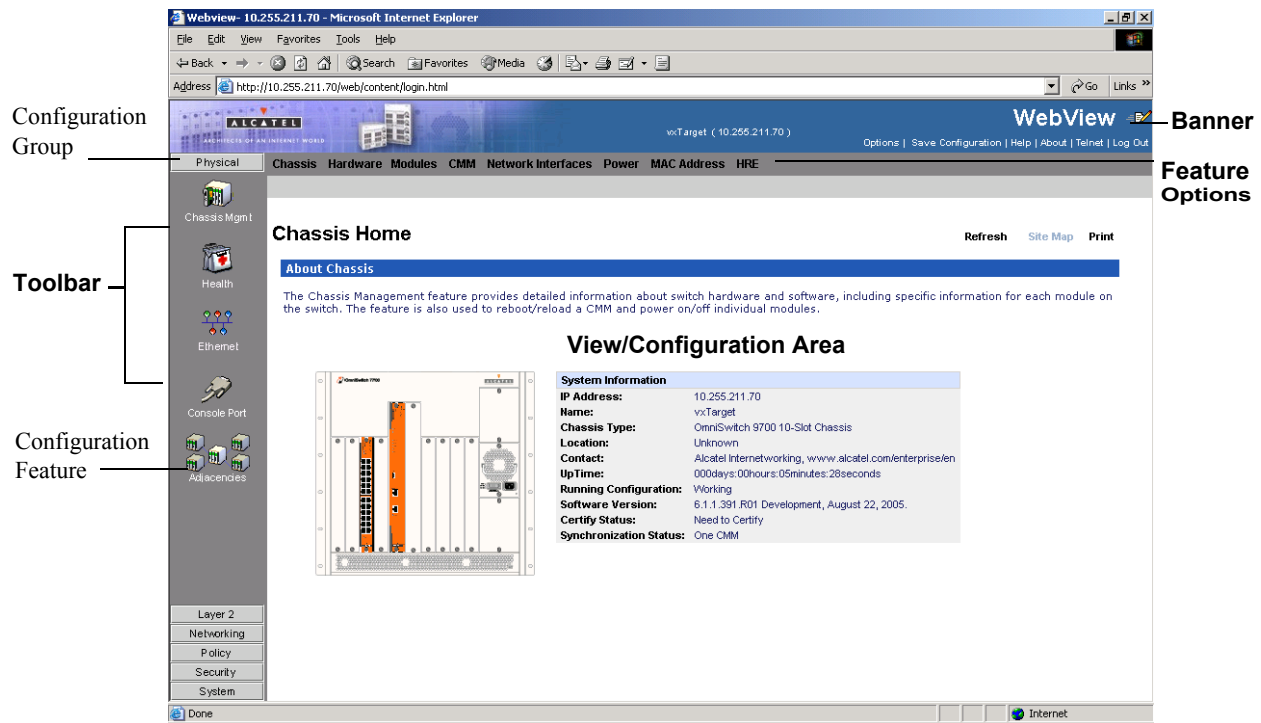 Webview- 10.255.211.70 - Microsoft Internet Explorer
File Edit View Favorites Tools Help
Back Search Favorites Media
Address http://10.255.211.70/web/content/login.html Go Links »
Configuration
Group
ALCATEL
ARCHITECTS OF AN INTERNET WORLD
vxTarget ( 10.255.211.70 )
WebView
Options | Save Configuration | Help | About | Telnet | Log Out
Banner
Physical
Chassis Hardware Modules CMM Network Interfaces Power MAC Address HRE
Feature
Options
Chassis Mgmt
Health
Ethernet
Console Port
Adjacencies
Toolbar
Configuration
Feature
Chassis Home
Refresh Site Map Print
About Chassis
The Chassis Management feature provides detailed information about switch hardware and software, including specific information for each module on
the switch. The feature is also used to reboot/reload a CMM and power on/off individual modules.
View/Configuration Area
OmniSwitch 7700
ALCATEL
System Information
IP Address: 10.255.211.70
Name: vxTarget
Chassis Type: OmniSwitch 9700 10-Slot Chassis
Location: Unknown
Contact: Alcatel Internetworking, www.alcatel.com/enterprise/en
UpTime: 000days:00hours:05minutes:28seconds
Running Configuration: Working
Software Version: 6.1.1.391.R01 Development, August 22, 2005.
Certify Status: Need to Certify
Synchronization Status: One CMM
Layer 2
Networking
Policy
Security
System
Done
Internet